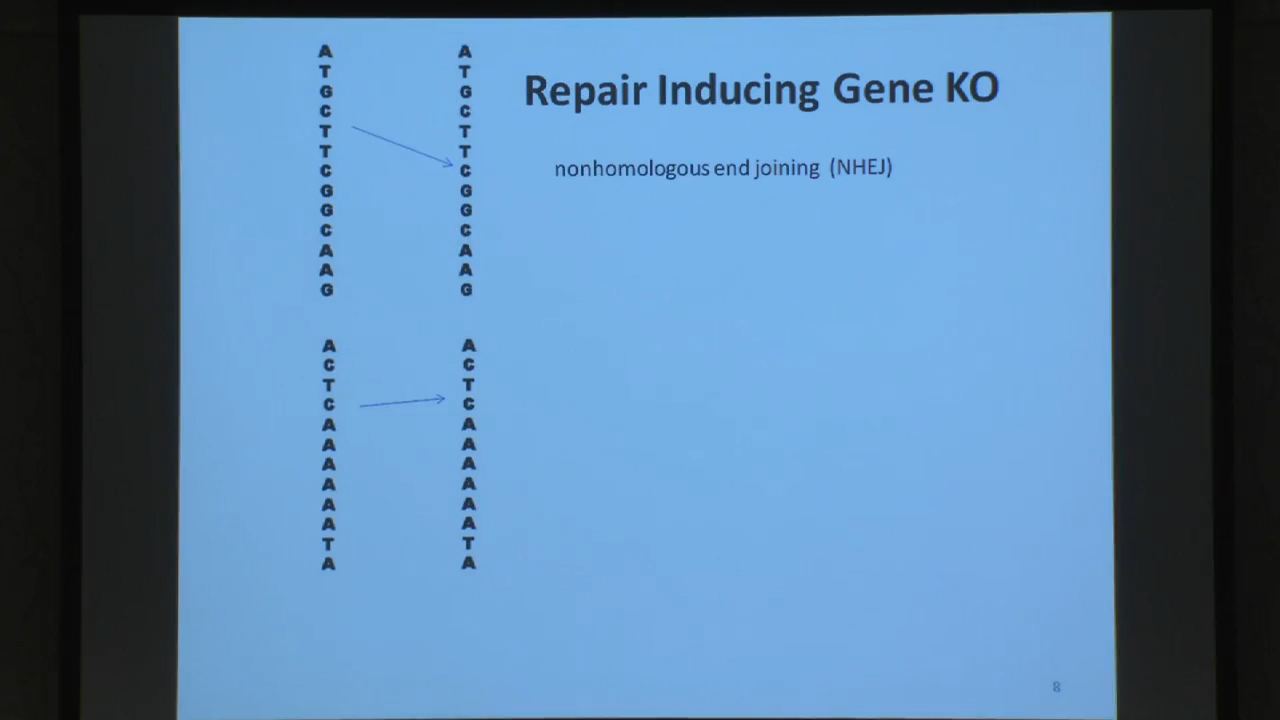 ATGCTTCGGCAAG
ATGCTTCGGCAAG
Repair Inducing Gene KO
nonhomologous end joining (NHEJ)
ACTCAAAAAATA
ACTCAAAAAATA
8